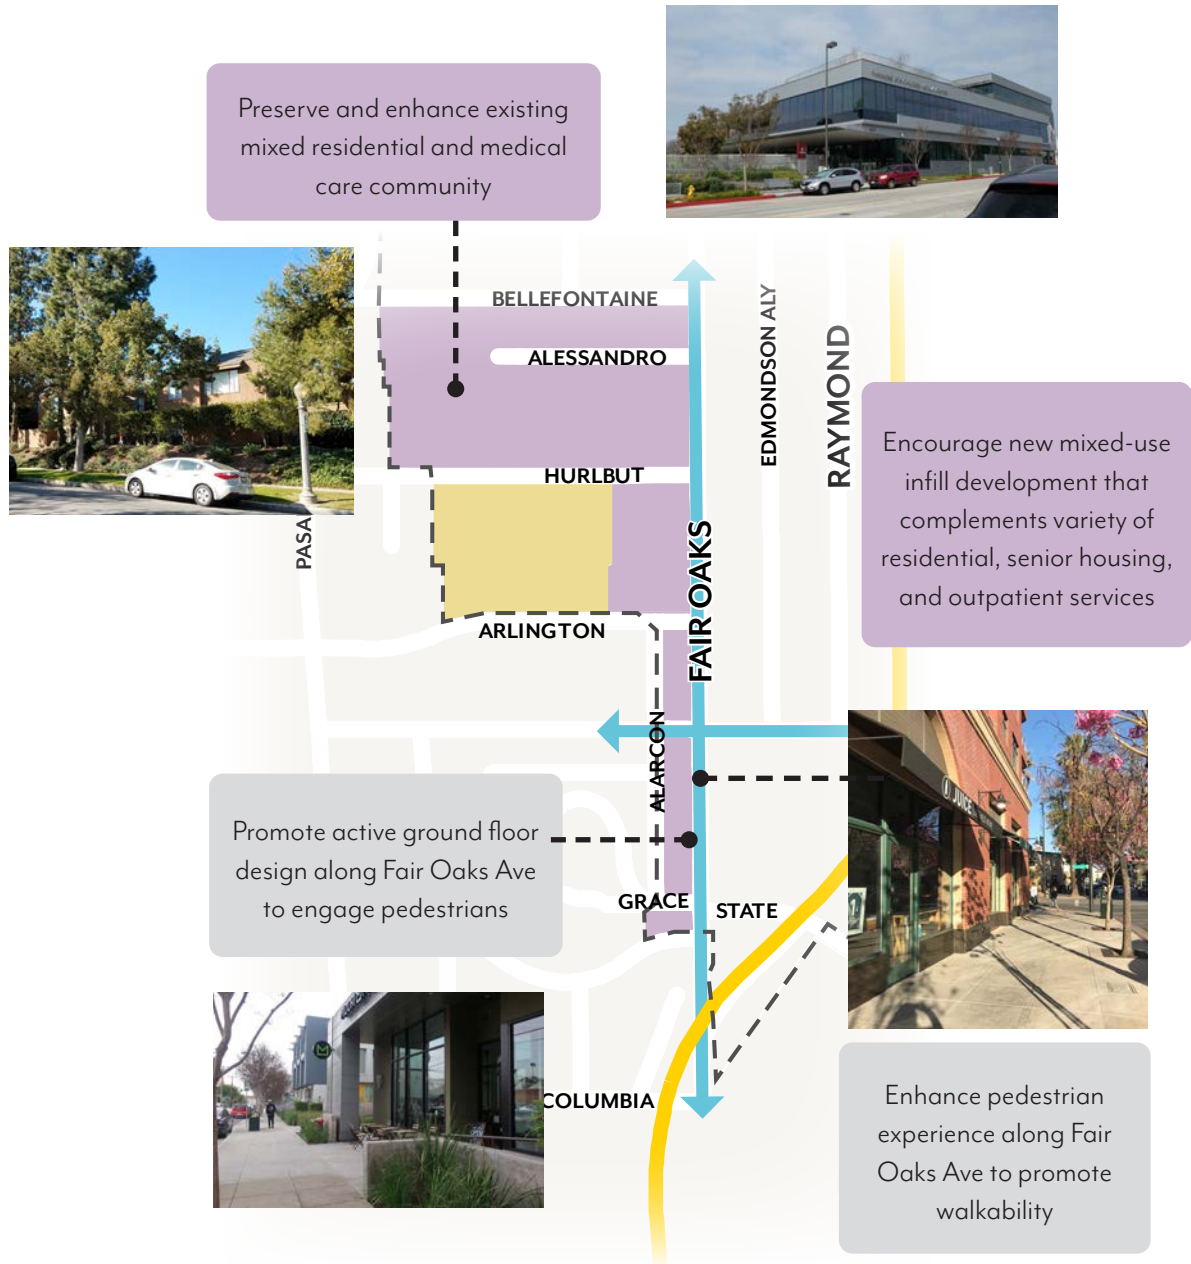 Preserve and enhance existing
mixed residential and medical
care community
BELLEFONTAINE
ALESSANDRO
EDMONDSON ALY
RAYMOND
HURLBUT
PASA
FAIR OAKS
Encourage new mixed-use
infill development that
complements variety of
residential, senior housing,
and outpatient services
ARLINGTON
ALARCON
JUICE
Promote active ground floor
design along Fair Oaks Ave
to engage pedestrians
GRACE
STATE
COLUMBIA
Enhance pedestrian
experience along Fair
Oaks Ave to promote
walkability